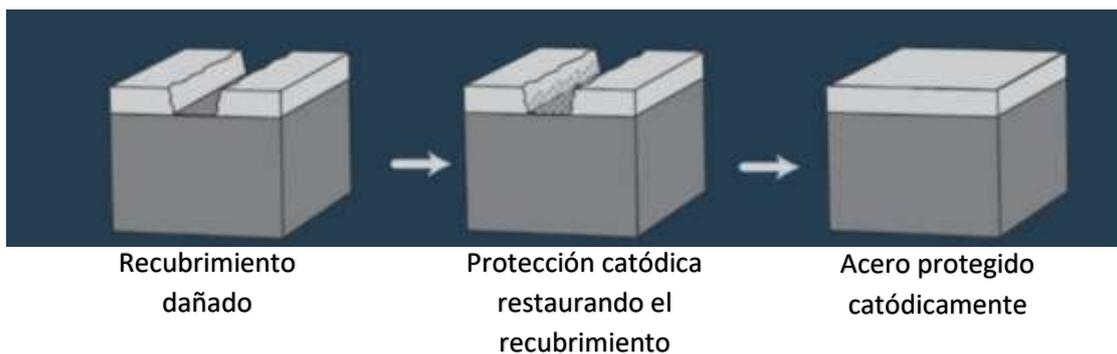 Recubrimiento
dañado
Protección catódica
restaurando el
recubrimiento
Acero protegido
catódicamente